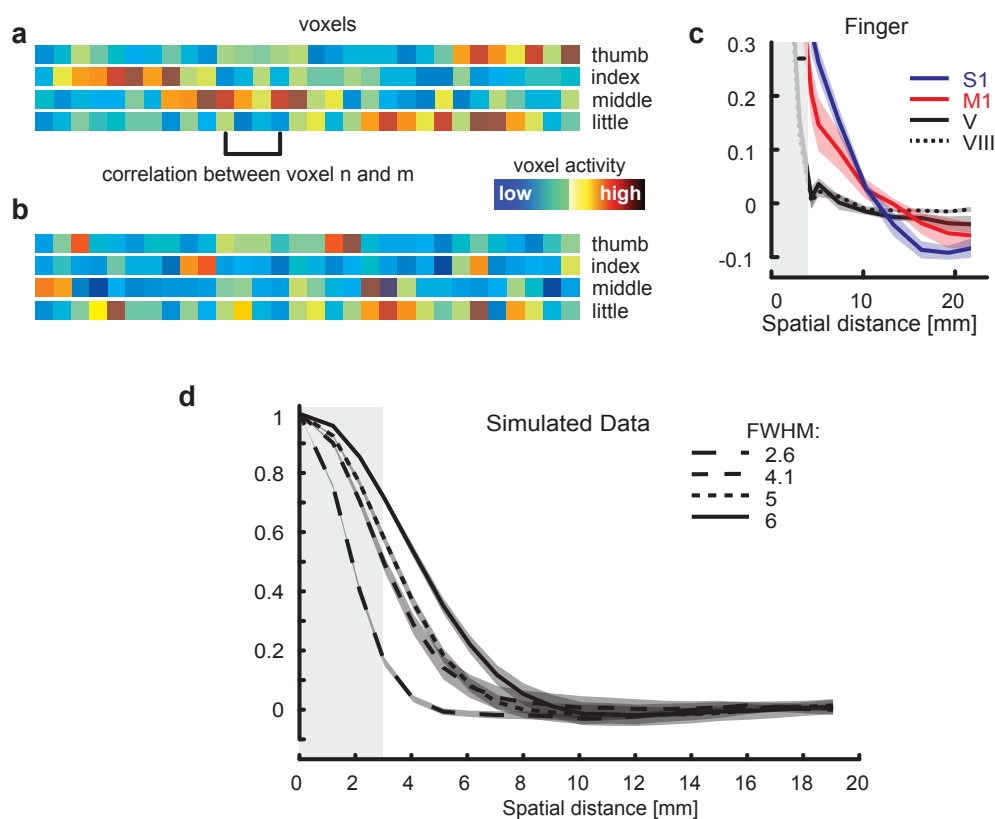 a
voxels
thumb
index
middle
little
correlation between voxel n and m
voxel activity
low high
b
thumb
index
middle
little
c
Finger
0.3
0.2
0.1
0
-0.1
S1
M1
V
VIII
0 10 20
Spatial distance [mm]
d
Simulated Data
FWHM:
2.6
4.1
5
6
1
0.8
0.6
0.4
0.2
0
0 2 4 6 8 10 12 14 16 18 20
Spatial distance [mm]